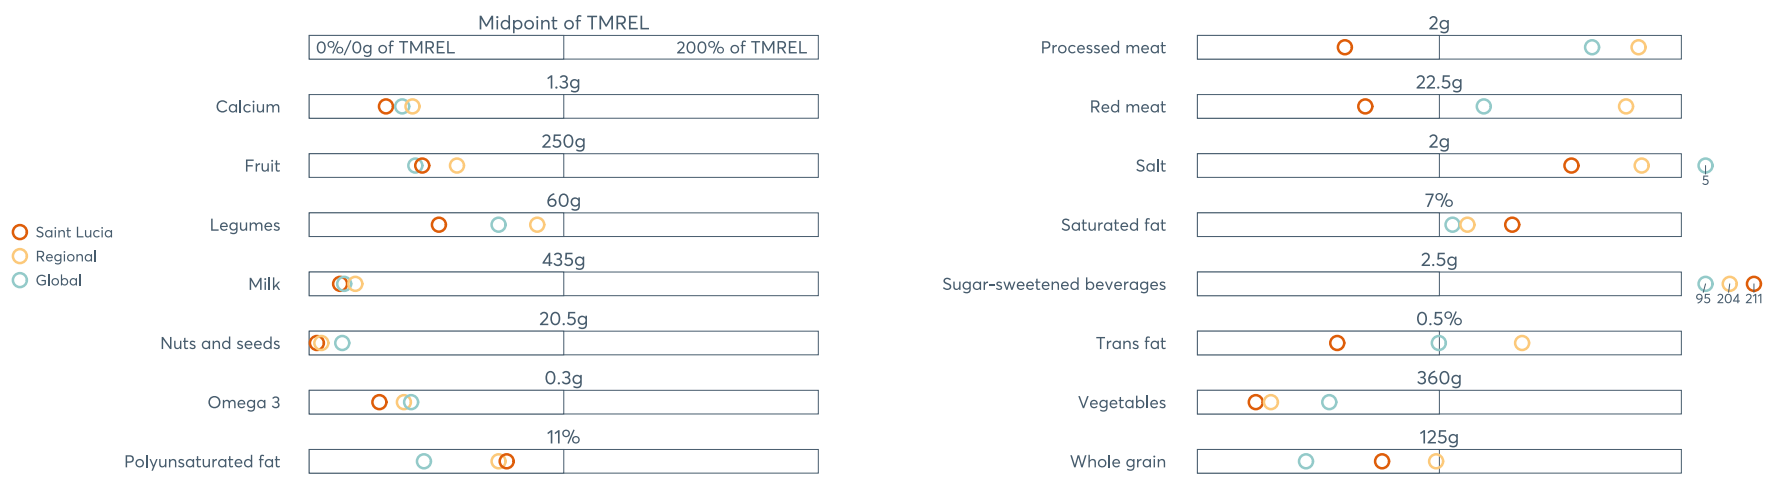 Midpoint of TMREL
0%/0g of TMREL 200% of TMREL
1.3g
Calcium
250g
Fruit
60g
Legumes
435g
Milk
20.5g
Nuts and seeds
0.3g
Omega 3
11%
Polyunsaturated fat
Saint Lucia
Regional
Global
2g
Processed meat
22.5g
Red meat
2g
Salt
5
7%
Saturated fat
2.5g
Sugar-sweetened beverages
95 204 211
0.5%
Trans fat
360g
Vegetables
125g
Whole grain